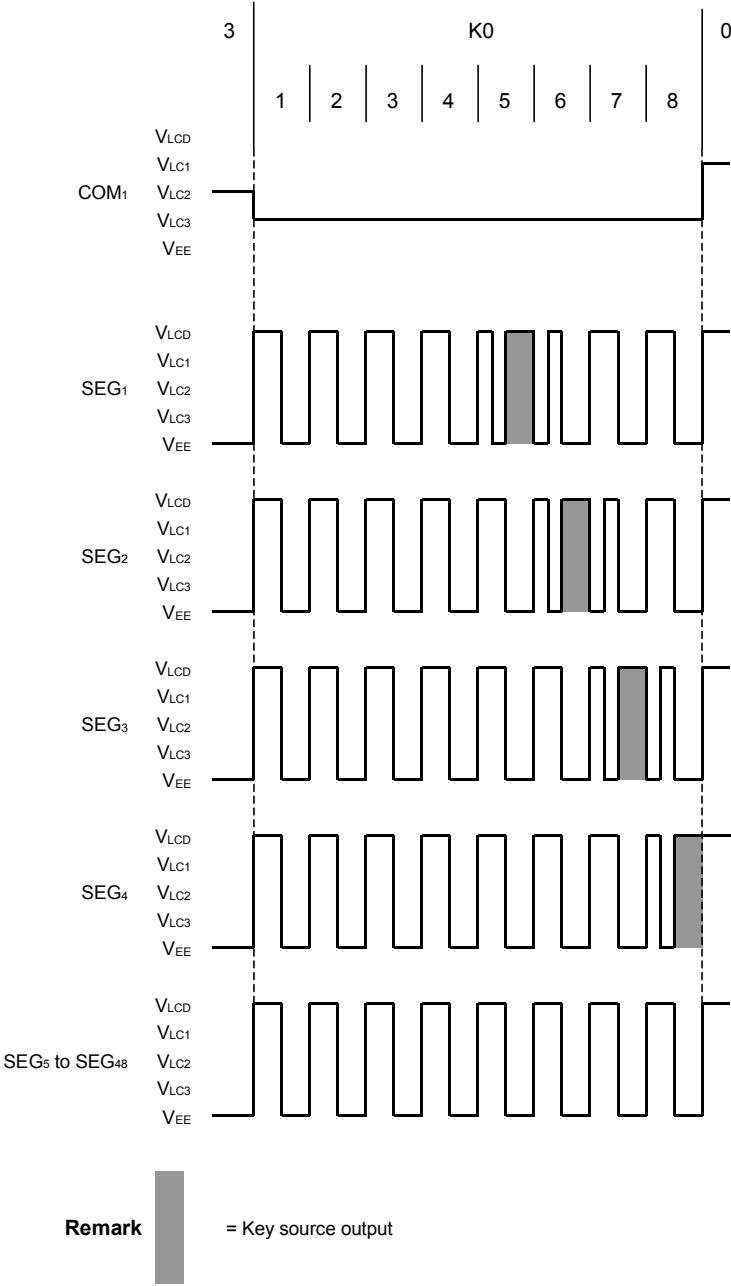 3 K0 0
1 2 3 4 5 6 7 8
VLCD
VLC1
COM1 VLC2
VLC3
VEE
VLCD
VLC1
SEG1 VLC2
VLC3
VEE
VLCD
VLC1
SEG2 VLC2
VLC3
VEE
VLCD
VLC1
SEG3 VLC2
VLC3
VEE
VLCD
VLC1
SEG4 VLC2
VLC3
VEE
VLCD
VLC1
SEG5 to SEG48 VLC2
VLC3
VEE
Remark = Key source output